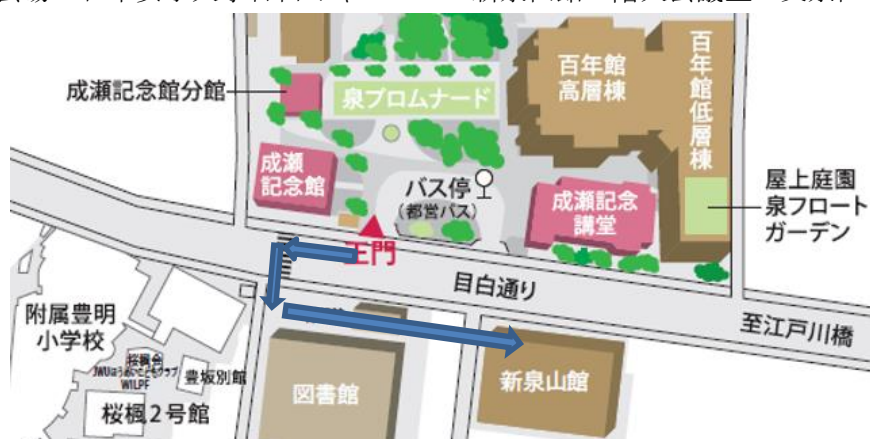 成瀬記念館分館
泉プロムナード
百年館
高層棟
百年館低層棟
成瀬
記念館
バス停
(都営バス)
成瀬記念
講堂
屋上庭園
泉フロート
ガーデン
正門
目白通り
至江戸川橋
附属豊明
小学校
桜楓会
WILPF
豊坂別館
桜楓2号館
図書館
新泉山館